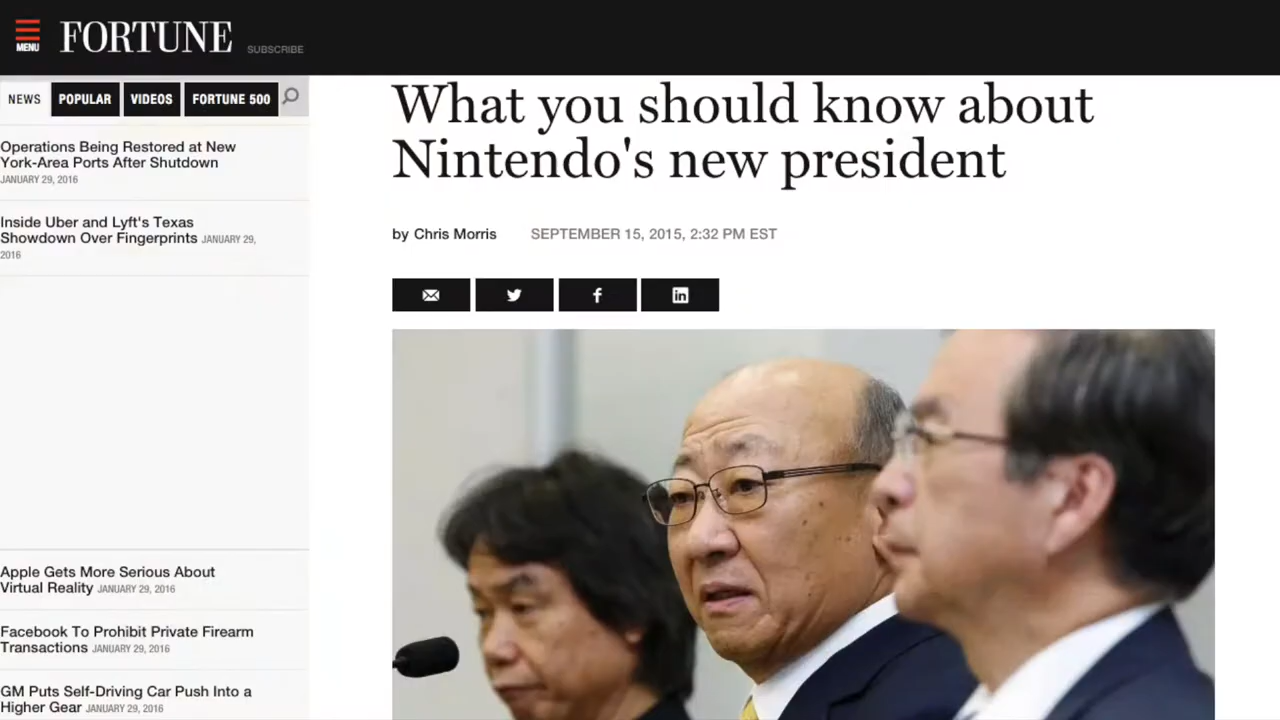 MENU
FORTUNE
SUBSCRIBE
NEWS
POPULAR
VIDEOS
FORTUNE 500
Operations Being Restored at New
York-Area Ports After Shutdown
JANUARY 29, 2016
Inside Uber and Lyft's Texas
Showdown Over Fingerprints JANUARY 29,
2016
Apple Gets More Serious About
Virtual Reality JANUARY 29, 2016
Facebook To Prohibit Private Firearm
Transactions JANUARY 29, 2016
GM Puts Self-Driving Car Push Into a
Higher Gear JANUARY 29, 2016
What you should know about
Nintendo's new president
by Chris Morris SEPTEMBER 15, 2015, 2:32 PM EST